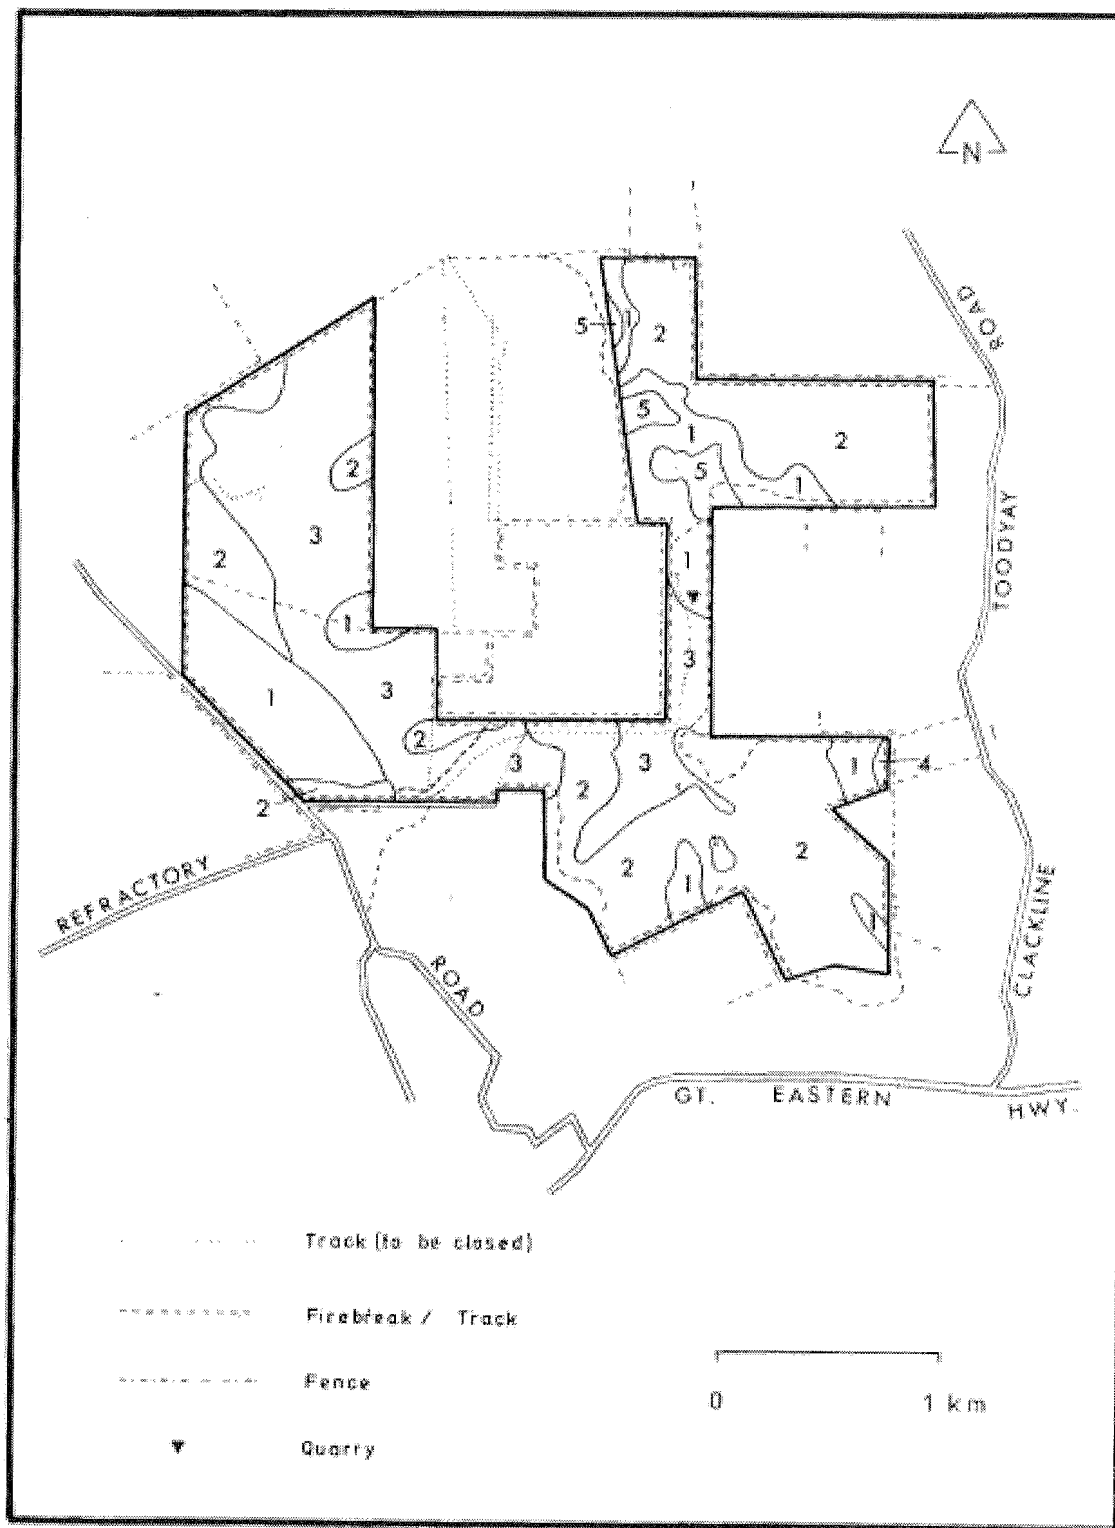 N
ROAD
5
1
2
5
1
2
2
5
1
3
2
TOODYAY
1
1
3
1
3
2
3
3
1
4
2
2
2
2
1
REFRACTORY
1
ROAD
CLACKLINE
GT. EASTERN HWY.
Track (to be closed)
Firebreak / Track
Fence
0 1 km
Quarry